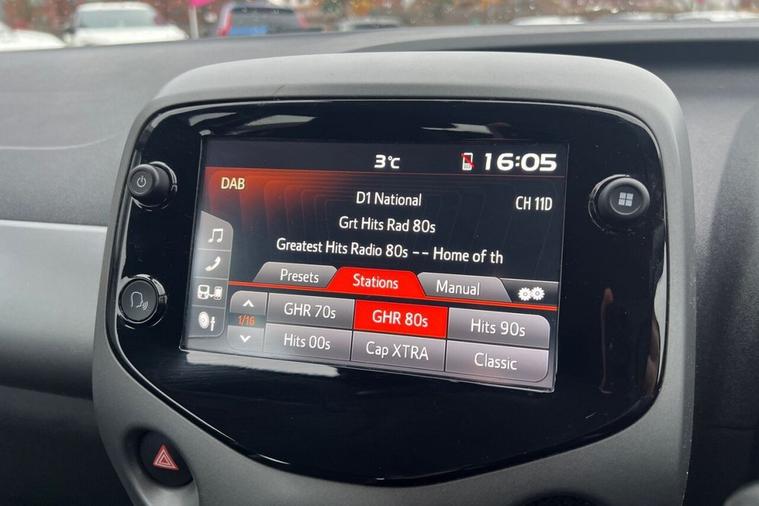 3°C 16:05
DAB
D1 National CH 11D
Grt Hits Rad 80s
Greatest Hits Radio 80s -- Home of th
Presets Stations Manual
GHR 70s GHR 80s Hits 90s
1/16
Hits 00s Cap XTRA Classic